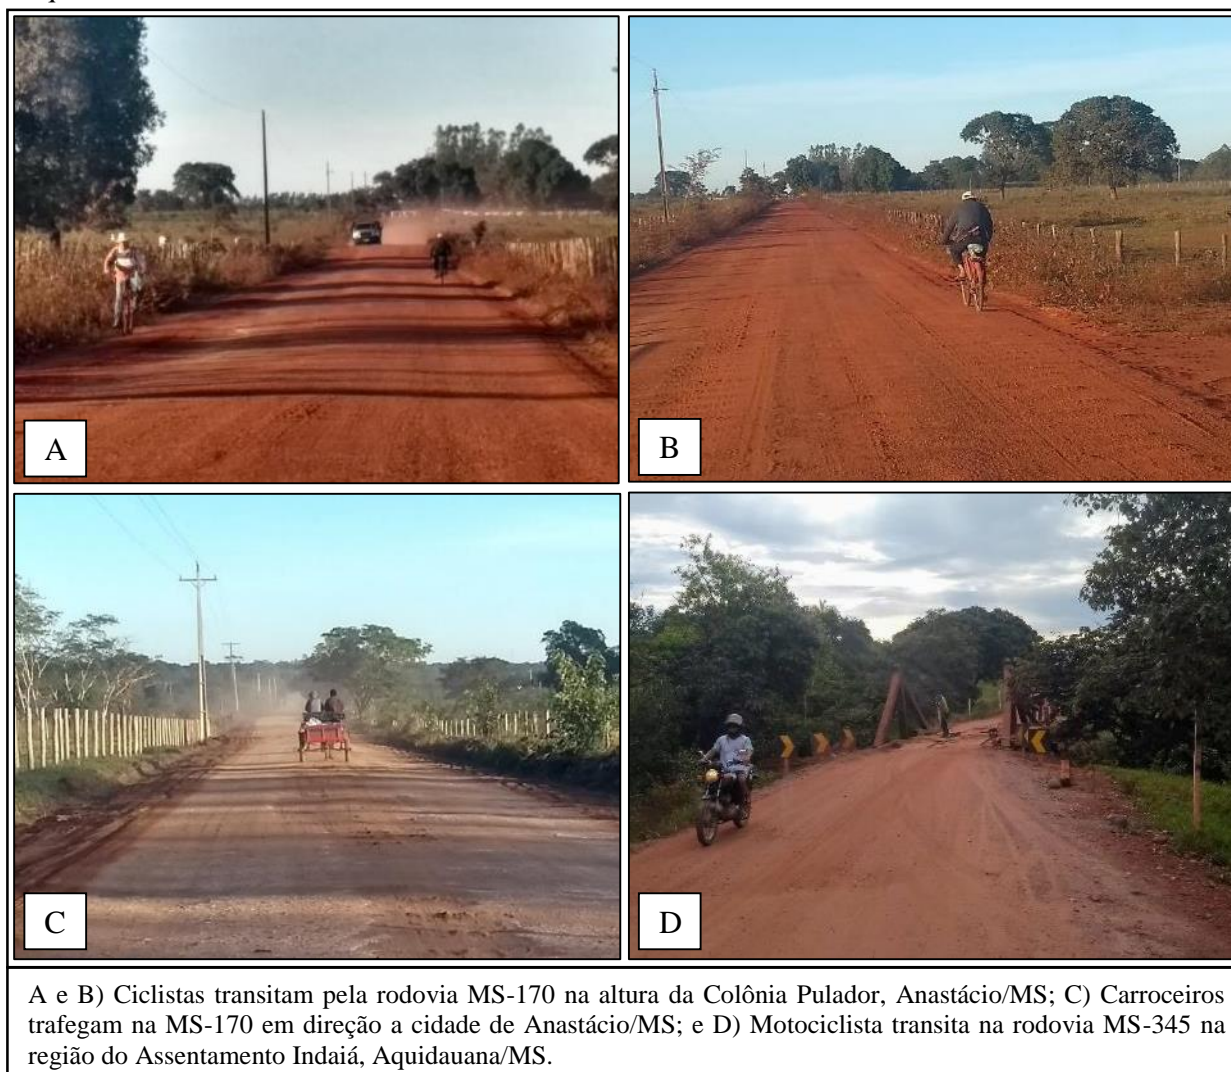 A
B
C
D
A e B) Ciclistas transitam pela rodovia MS-170 na altura da Colônia Pulador, Anastácio/MS; C) Carroceiros
trafegam na MS-170 em direção a cidade de Anastácio/MS; e D) Motociclista transita na rodovia MS-345 na
região do Assentamento Indaiá, Aquidauana/MS.